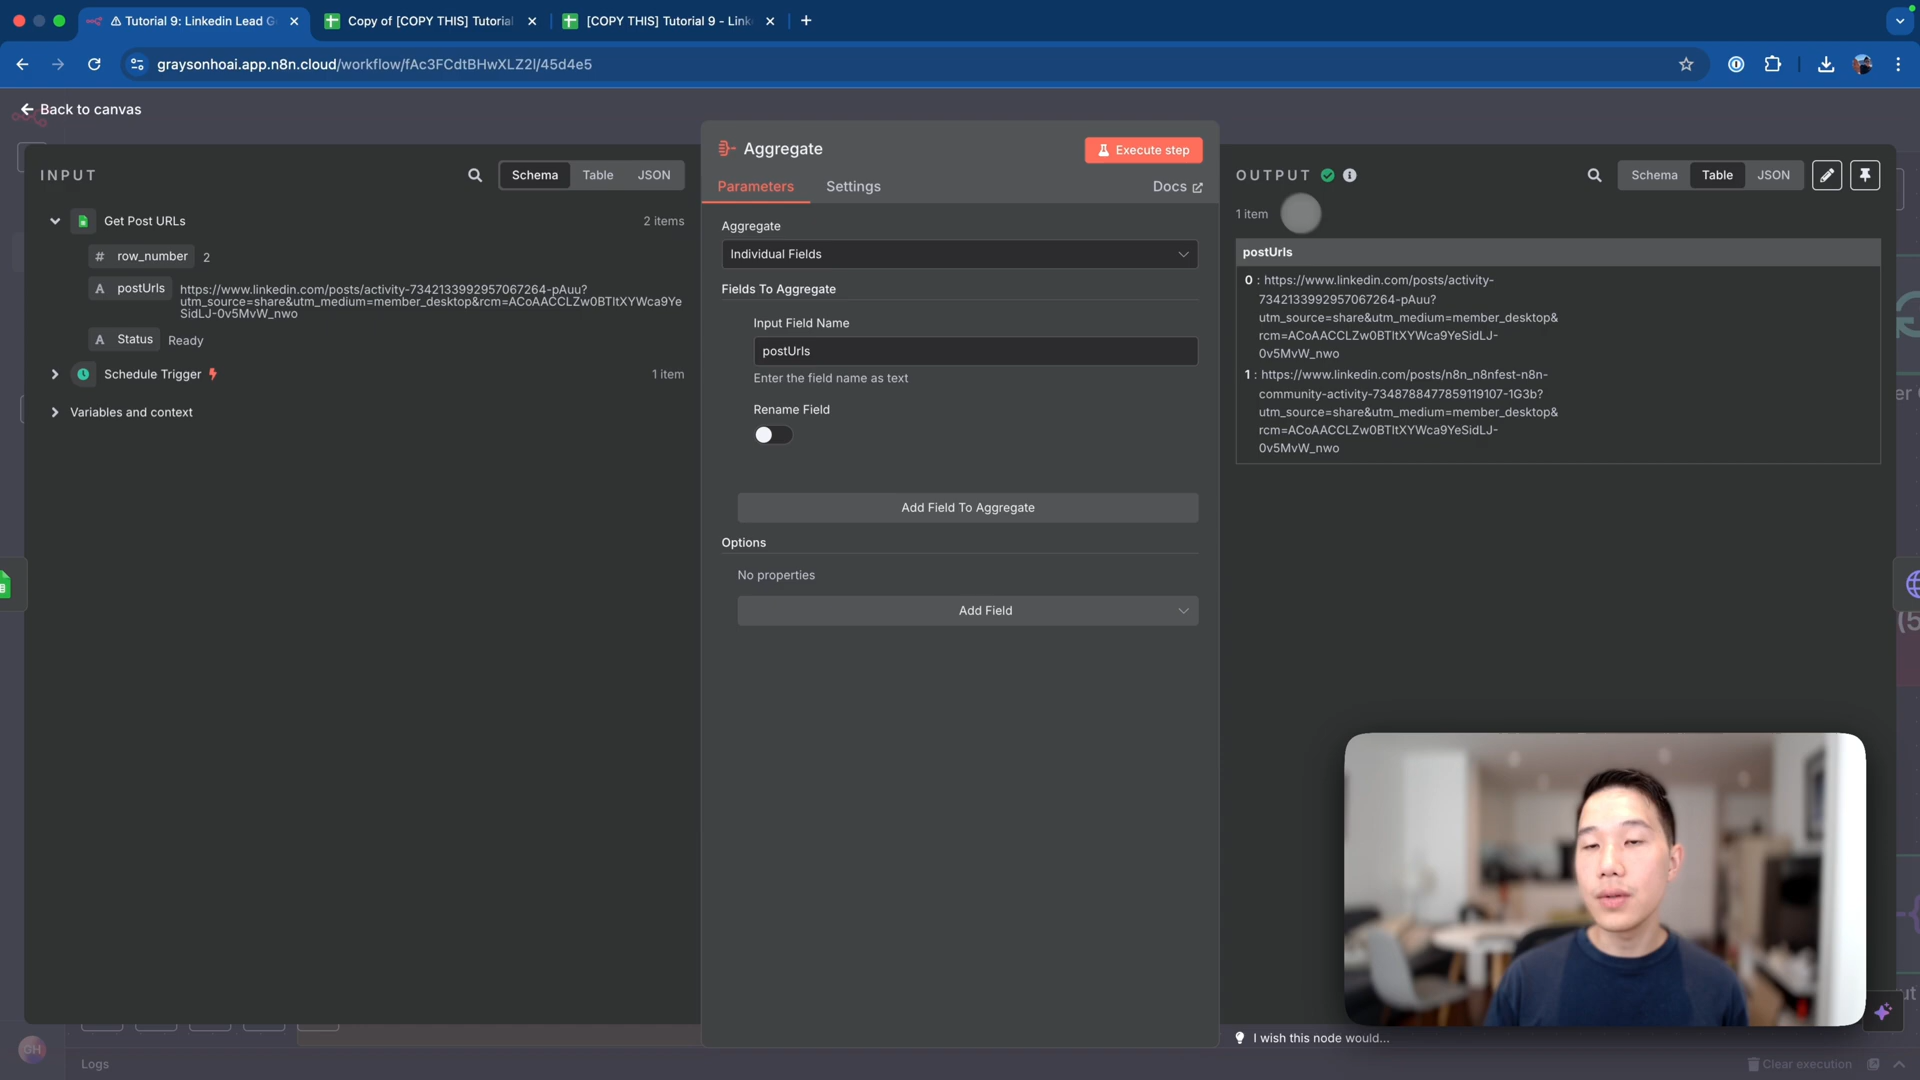 Tutorial 9: Linkedin Lead G
Copy of [COPY THIS] Tutorial
[COPY THIS] Tutorial 9 - Link
graysonhoai.app.n8n.cloud/workflow/fAc3FCdtBHwXLZ2l/45d4e5
Back to canvas
INPUT
Schema
Table
JSON
Get Post URLs
2 items
# row_number 2
A postUrls
https://www.linkedin.com/posts/activity-7342133992957067264-pAuu?
utm_source=share&utm_medium=member_desktop&rcm=ACoAACCLZw0BTltXYWca9Ye
SidLJ-0v5MvW_nwo
A Status Ready
Schedule Trigger
1 item
Variables and context
Aggregate
Execute step
Parameters
Settings
Docs
Aggregate
Individual Fields
Fields To Aggregate
Input Field Name
postUrls
Enter the field name as text
Rename Field
Add Field To Aggregate
Options
No properties
Add Field
OUTPUT
Schema
Table
JSON
1 item
postUrls
0 : https://www.linkedin.com/posts/activity-
7342133992957067264-pAuu?
utm_source=share&utm_medium=member_desktop&
rcm=ACoAACCLZw0BTltXYWca9YeSidLJ-
0v5MvW_nwo
1 : https://www.linkedin.com/posts/n8n_n8nfest-n8n-
community-activity-7348788477859119107-1G3b?
utm_source=share&utm_medium=member_desktop&
rcm=ACoAACCLZw0BTltXYWca9YeSidLJ-
0v5MvW_nwo
er C
(5
ut
I wish this node would...
GH
Logs
Clear execution